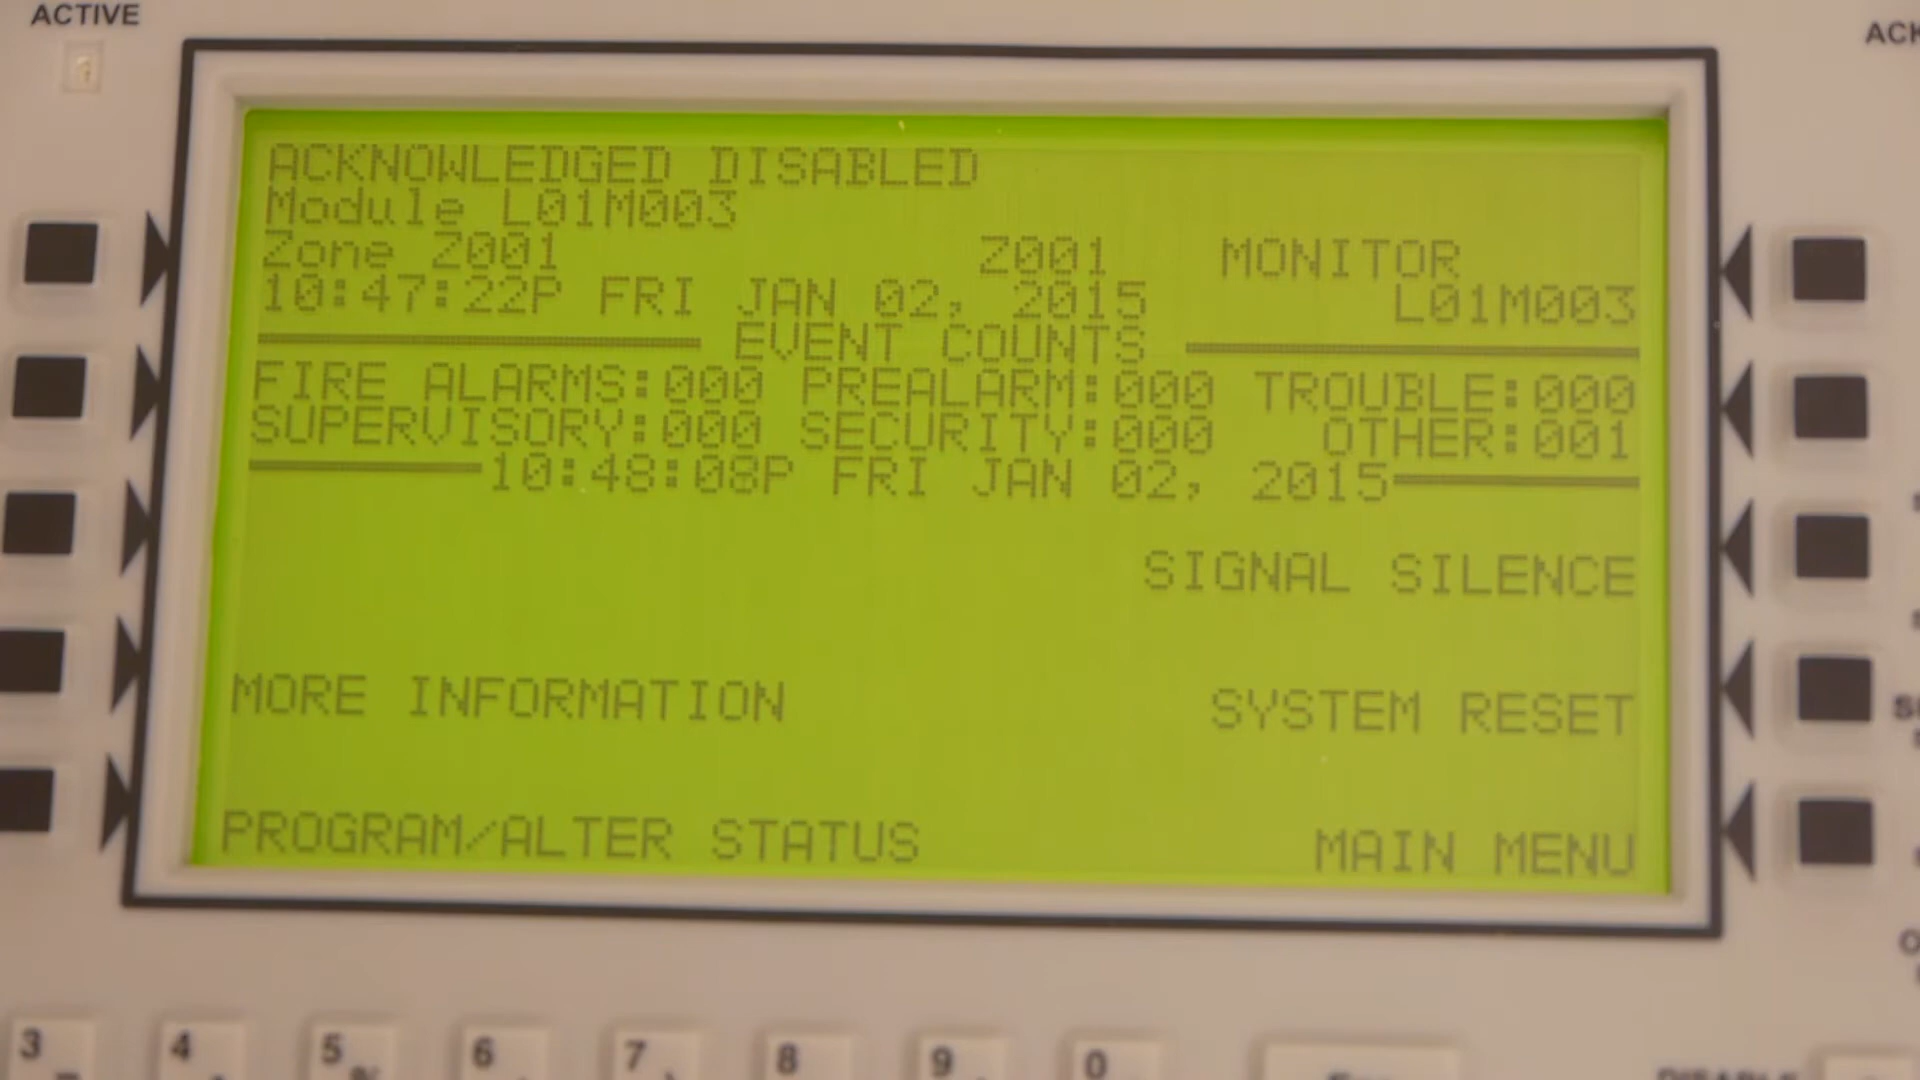 ACTIVE
ACKNOWLEDGED DISABLED
Module L01M003
Zone Z001 Z001 MONITOR
10:47:22P FRI JAN 02, 2015 L01M003
EVENT COUNTS
FIRE ALARMS:000 PREALARM:000 TROUBLE:000
SUPERVISORY:000 SECURITY:000 OTHER:001
10:48:08P FRI JAN 02, 2015
SIGNAL SILENCE
MORE INFORMATION SYSTEM RESET
PROGRAM/ALTER STATUS MAIN MENU
3 4 5 6 7 8 9 0